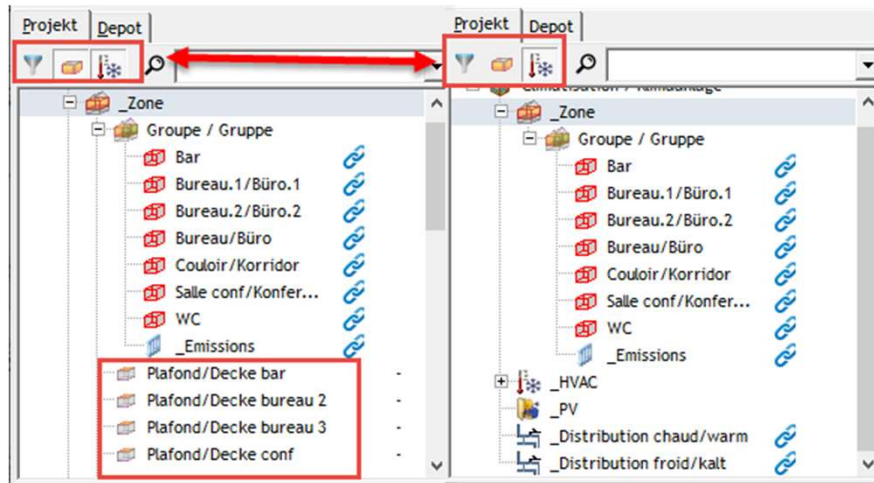 Projekt Depot
_Zone
Groupe / Gruppe
Bar
Bureau.1/Büro.1
Bureau.2/Büro.2
Bureau/Büro
Couloir/Korridor
Salle conf/Konfer...
WC
_Emissions
Plafond/Decke bar -
Plafond/Decke bureau 2 -
Plafond/Decke bureau 3 -
Plafond/Decke conf -
Projekt Depot
Climatisation / Klimaanlage
_Zone
Groupe / Gruppe
Bar
Bureau.1/Büro.1
Bureau.2/Büro.2
Bureau/Büro
Couloir/Korridor
Salle conf/Konfer...
WC
_Emissions
_HVAC
_PV
_Distribution chaud/warm
_Distribution froid/kalt